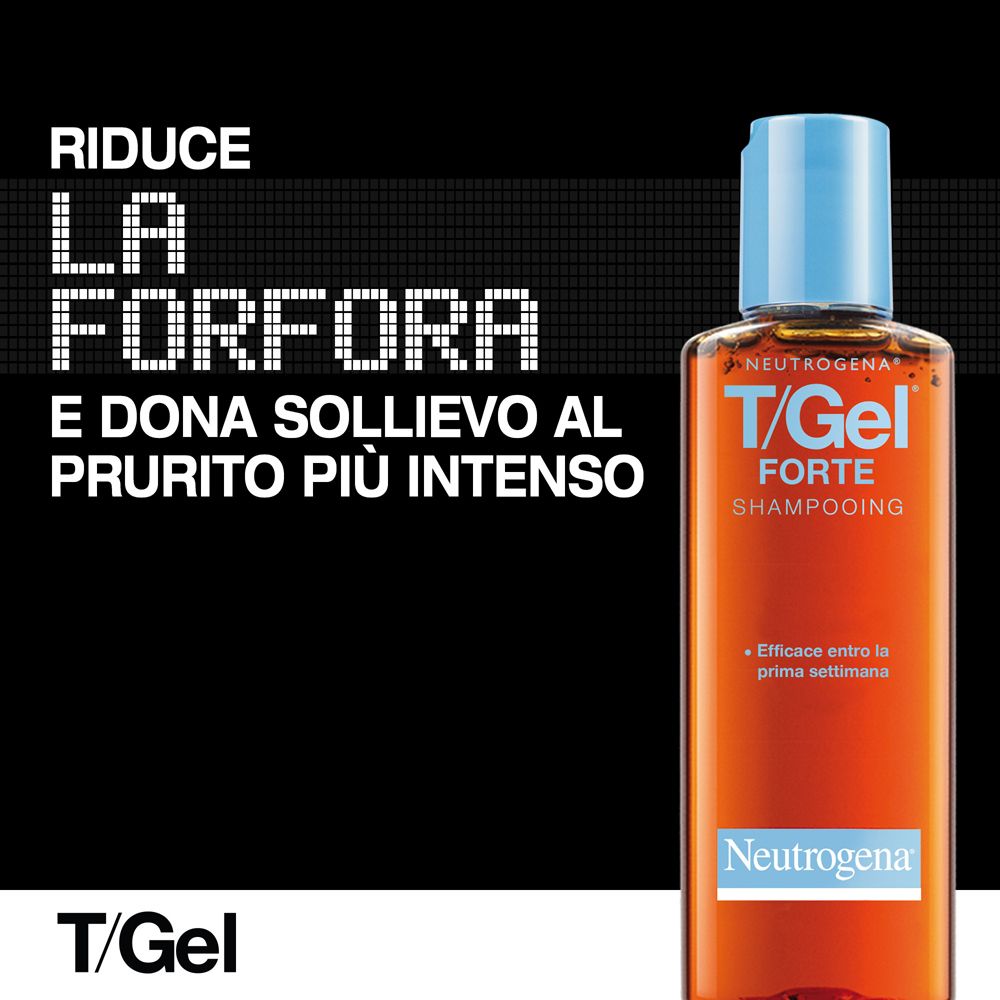 RIDUCE
LA
FORFORA
E DONA SOLLIEVO AL
PRURITO PIÙ INTENSO
NEUTROGENA®
T/Gel®
FORTE
SHAMPOOING
• Efficace entro la
prima settimana
Neutrogena®
T/Gel